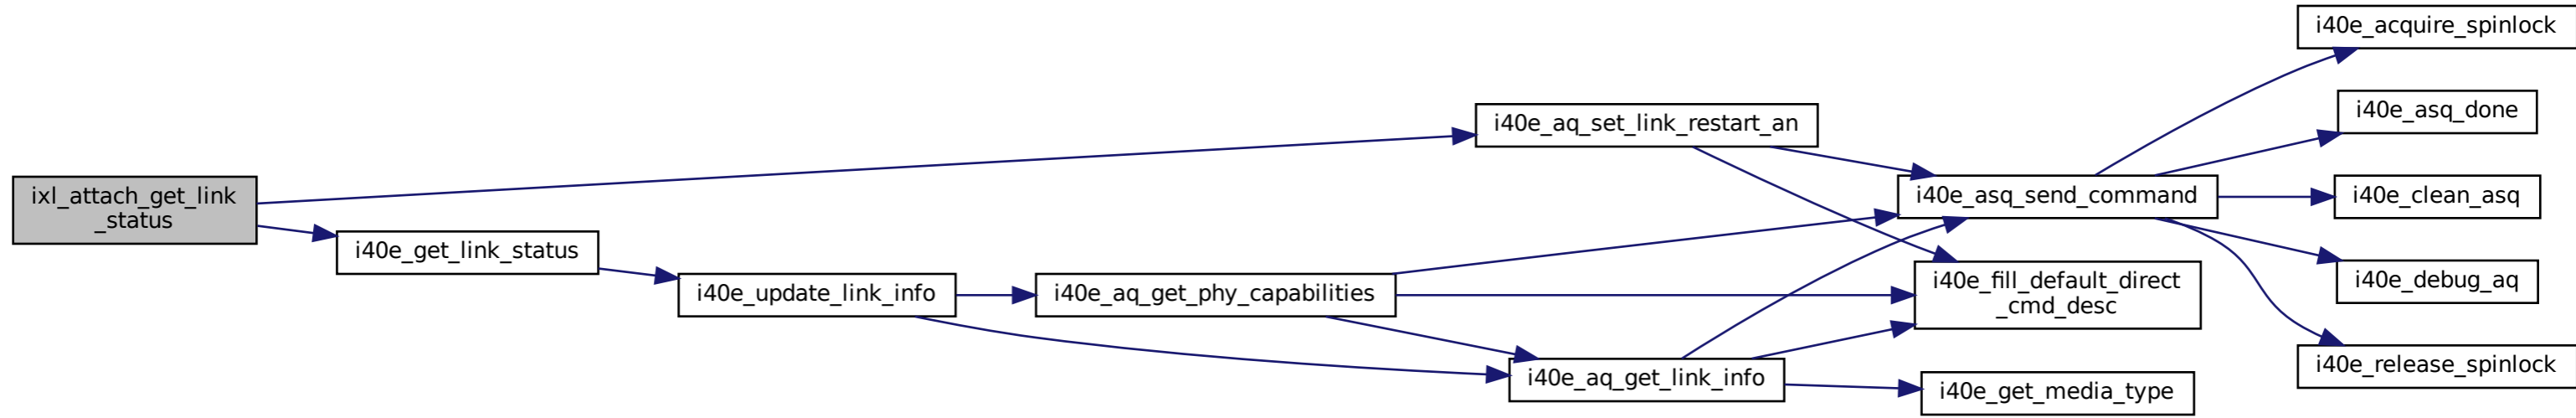 ixl_attach_get_link
_status
i40e_get_link_status
i40e_update_link_info
i40e_aq_get_phy_capabilities
i40e_aq_set_link_restart_an
i40e_aq_get_link_info
i40e_asq_send_command
i40e_fill_default_direct
_cmd_desc
i40e_get_media_type
i40e_acquire_spinlock
i40e_asq_done
i40e_clean_asq
i40e_debug_aq
i40e_release_spinlock